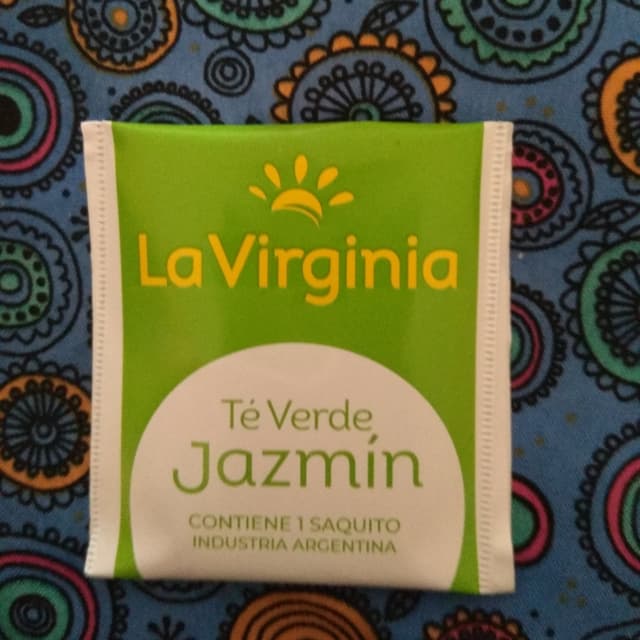 La Virginia
Té Verde
Jazmín
CONTIENE 1 SAQUITO
INDUSTRIA ARGENTINA